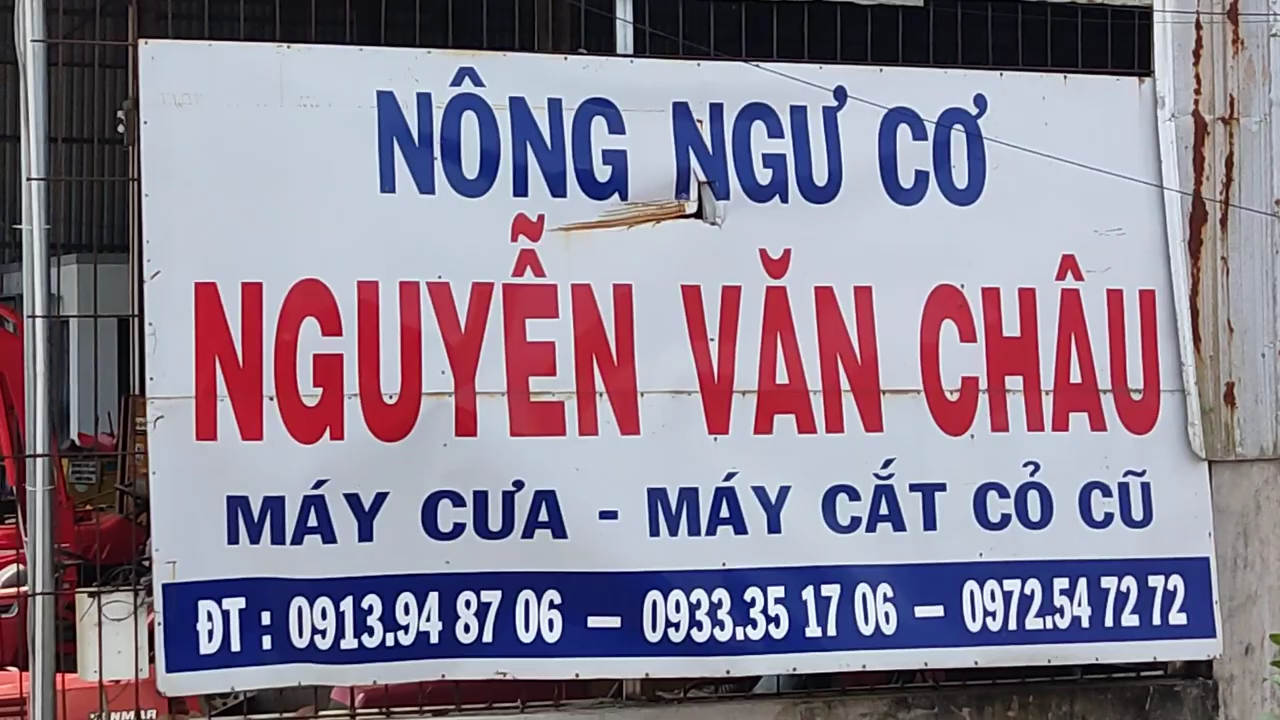 NÔNG NGƯ CƠ
NGUYỄN VĂN CHÂU
MÁY CƯA - MÁY CẮT CỎ CŨ
ĐT : 0913.94 87 06 – 0933.35 17 06 – 0972.54 72 72
YANMAR